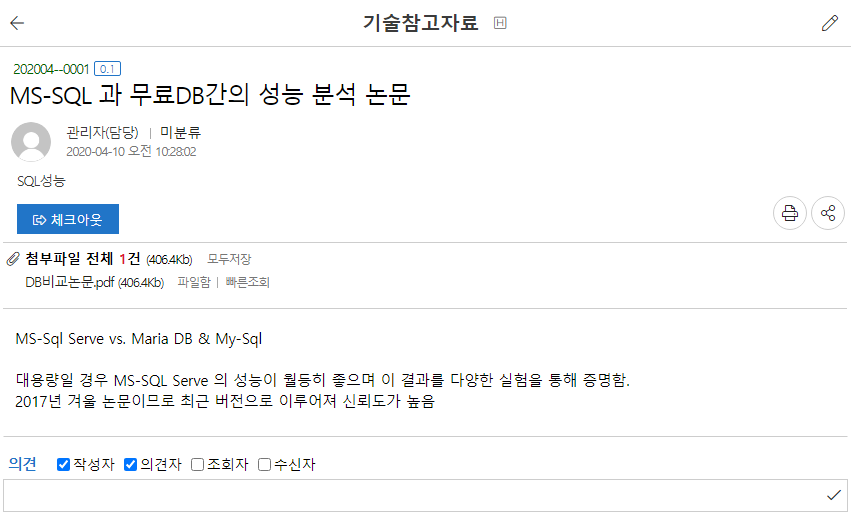 기술참고자료 H
202004--0001 0.1
MS-SQL 과 무료DB간의 성능 분석 논문
관리자(담당) | 미분류
2020-04-10 오전 10:28:02
SQL성능
체크아웃
첨부파일 전체 1건 (406.4Kb) 모두저장
DB비교논문.pdf (406.4Kb) 파일함 | 빠른조회
MS-Sql Serve vs. Maria DB & My-Sql
대용량일 경우 MS-SQL Serve 의 성능이 월등히 좋으며 이 결과를 다양한 실험을 통해 증명함.
2017년 겨울 논문이므로 최근 버전으로 이루어져 신뢰도가 높음
의견 작성자 의견자 조회자 수신자